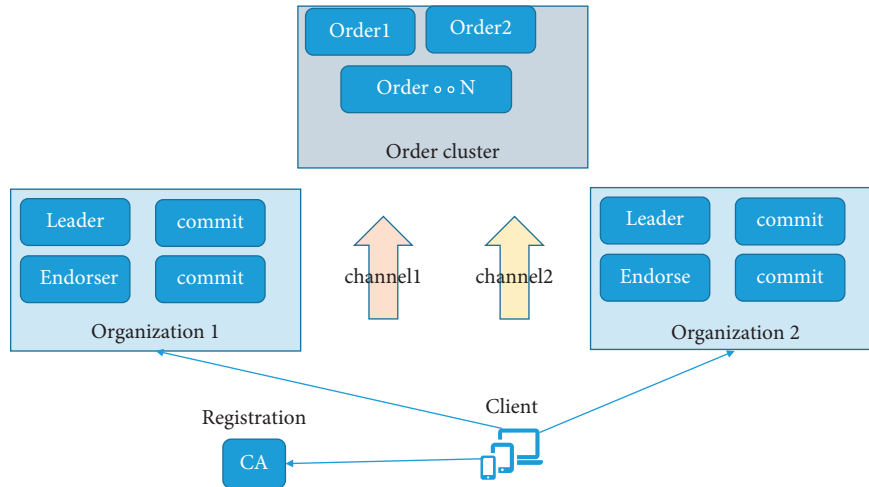 Order1
Order2
Order ∘ ∘ N
Order cluster
Leader
commit
Endorser
commit
Organization 1
channel1
channel2
Leader
commit
Endorse
commit
Organization 2
Registration
CA
Client